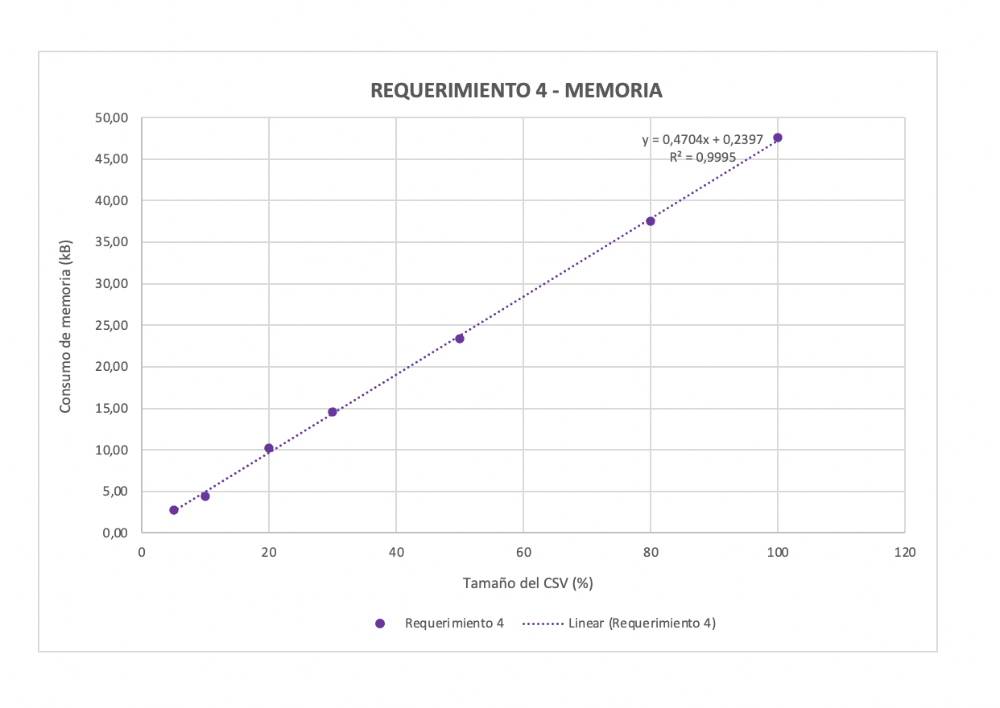 REQUERIMIENTO 4 - MEMORIA
50,00
45,00
40,00
35,00
30,00
25,00
20,00
15,00
10,00
5,00
0,00
Consumo de memoria (kB)
y = 0,4704x + 0,2397
R² = 0,9995
0 20 40 60 80 100 120
Tamaño del CSV (%)
Requerimiento 4 Linear (Requerimiento 4)